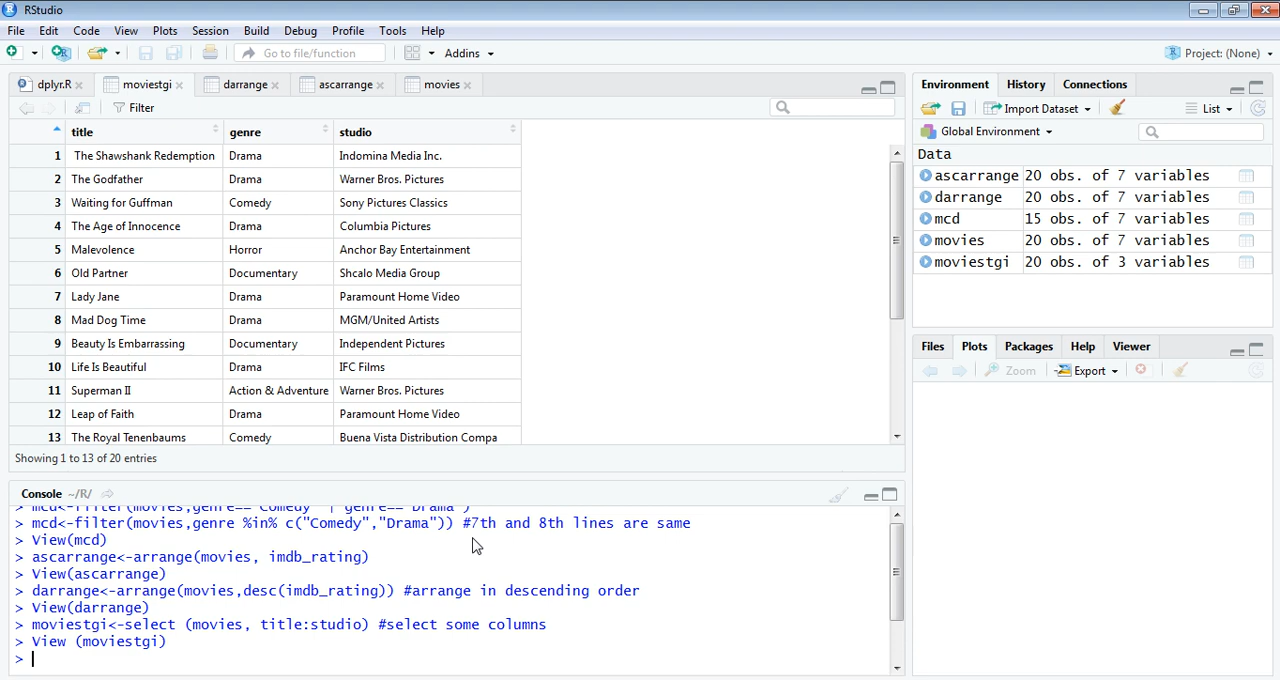 RStudio
File Edit Code View Plots Session Build Debug Profile Tools Help
Go to file/function Addins Project: (None)
dplyr.R moviestgi darrange ascarrange movies
Filter
title genre studio
1 The Shawshank Redemption Drama Indomina Media Inc.
2 The Godfather Drama Warner Bros. Pictures
3 Waiting for Guffman Comedy Sony Pictures Classics
4 The Age of Innocence Drama Columbia Pictures
5 Malevolence Horror Anchor Bay Entertainment
6 Old Partner Documentary Shcalo Media Group
7 Lady Jane Drama Paramount Home Video
8 Mad Dog Time Drama MGM/United Artists
9 Beauty Is Embarrassing Documentary Independent Pictures
10 Life Is Beautiful Drama IFC Films
11 Superman II Action & Adventure Warner Bros. Pictures
12 Leap of Faith Drama Paramount Home Video
13 The Royal Tenenbaums Comedy Buena Vista Distribution Compa
Showing 1 to 13 of 20 entries
Console ~/R/
> mcd<-filter(movies,genre=="Comedy" | genre=="Drama")
> mcd<-filter(movies,genre %in% c("Comedy","Drama")) #7th and 8th lines are same
> View(mcd)
> ascarrange<-arrange(movies, imdb_rating)
> View(ascarrange)
> darrange<-arrange(movies,desc(imdb_rating)) #arrange in descending order
> View(darrange)
> moviestgi<-select (movies, title:studio) #select some columns
> View (moviestgi)
>
Environment History Connections
Import Dataset List
Global Environment
Data
ascarrange 20 obs. of 7 variables
darrange 20 obs. of 7 variables
mcd 15 obs. of 7 variables
movies 20 obs. of 7 variables
moviestgi 20 obs. of 3 variables
Files Plots Packages Help Viewer
Zoom Export